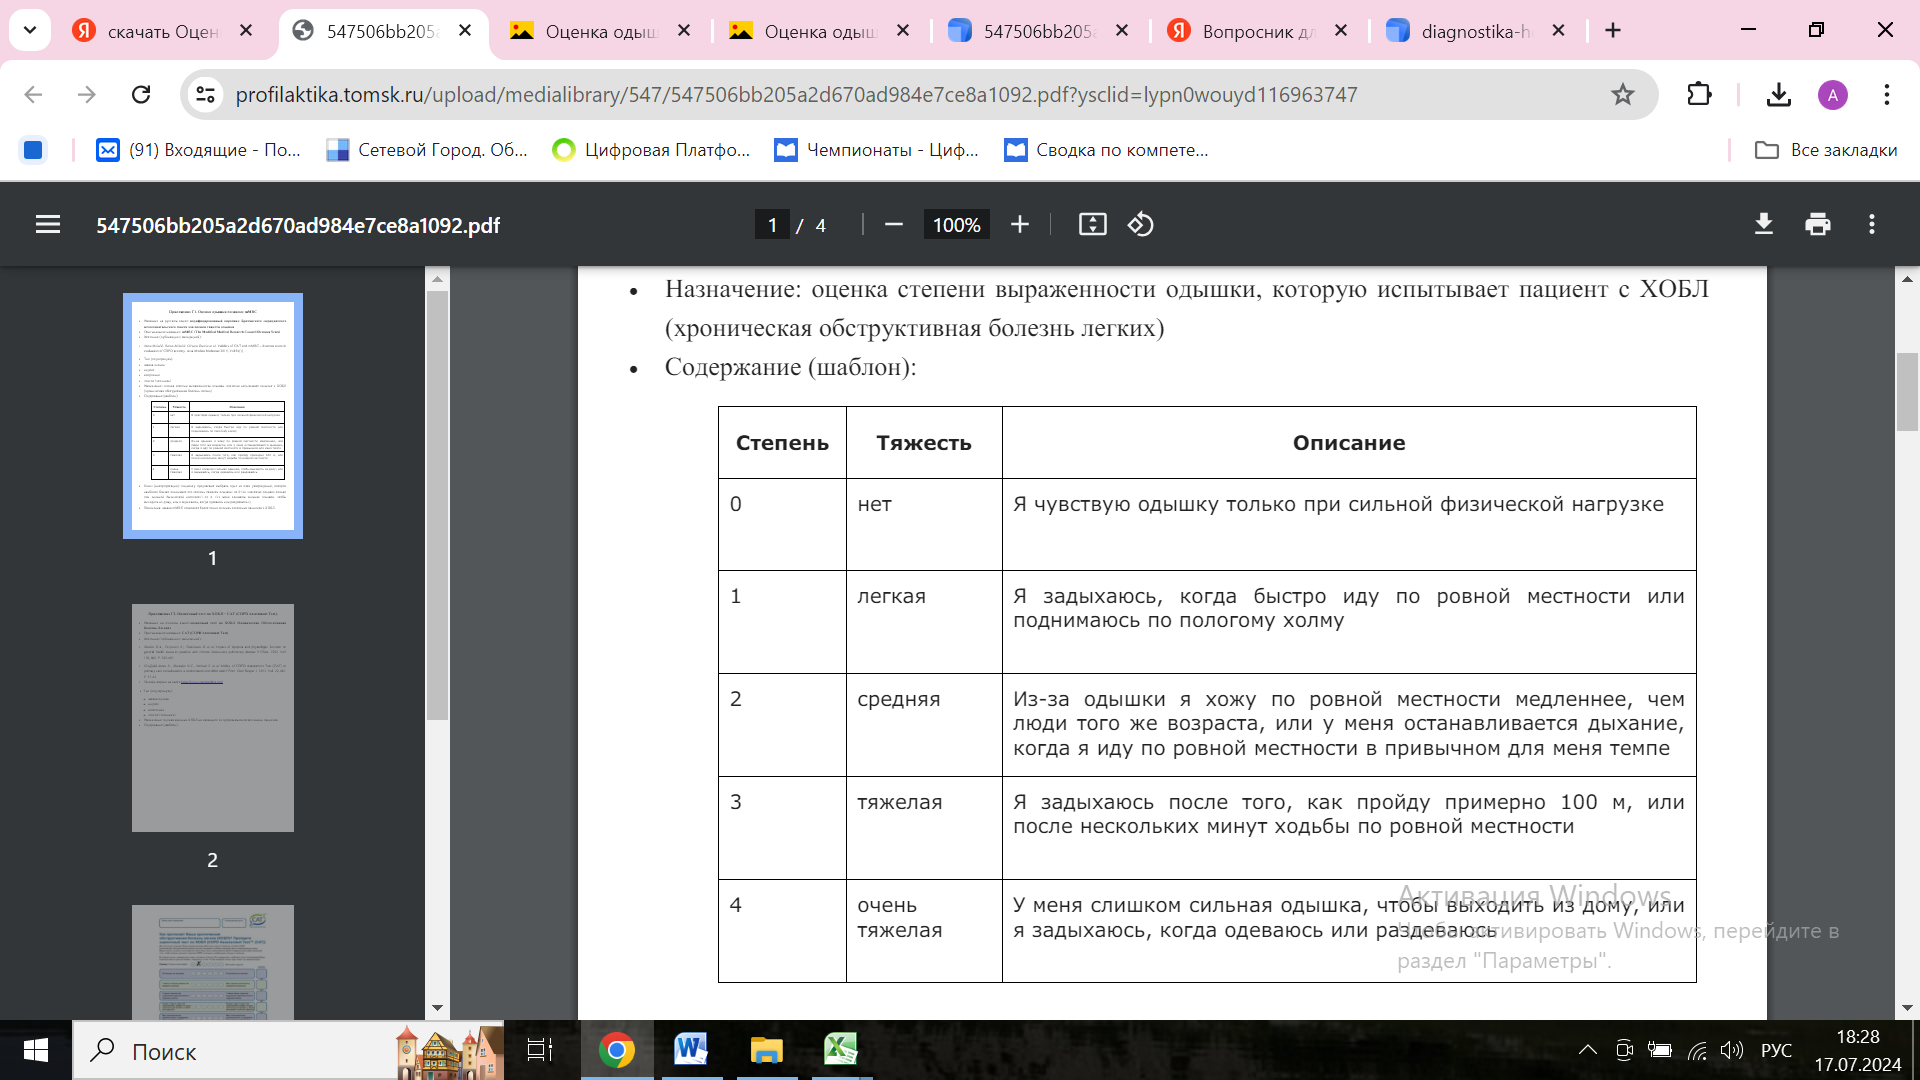 скачать Оцен
547506bb205a
Оценка одыш
Оценка одыш
547506bb205a
Вопросник дл
diagnostika-h
profilaktika.tomsk.ru/upload/medialibrary/547/547506bb205a2d670ad984e7ce8a1092.pdf?ysclid=lypn0wouyd116963747
A
(91) Входящие - По...
Сетевой Город. Об...
Цифровая Платфо...
Чемпионаты - Циф...
Сводка по компете...
Все закладки
547506bb205a2d670ad984e7ce8a1092.pdf
1 / 4
100%
1
2
• Назначение: оценка степени выраженности одышки, которую испытывает пациент с ХОБЛ
(хроническая обструктивная болезнь легких)
• Содержание (шаблон):
Степень Тяжесть Описание
0 нет Я чувствую одышку только при сильной физической нагрузке
1 легкая Я задыхаюсь, когда быстро иду по ровной местности или
поднимаюсь по пологому холму
2 средняя Из-за одышки я хожу по ровной местности медленнее, чем
люди того же возраста, или у меня останавливается дыхание,
когда я иду по ровной местности в привычном для меня темпе
3 тяжелая Я задыхаюсь после того, как пройду примерно 100 м, или
после нескольких минут ходьбы по ровной местности
4 очень
тяжелая
У меня слишком сильная одышка, чтобы выходить из дому, или
я задыхаюсь, когда одеваюсь или раздеваюсь
Активация Windows
Чтобы активировать Windows, перейдите в
раздел "Параметры".
Поиск
РУС
18:28
17.07.2024